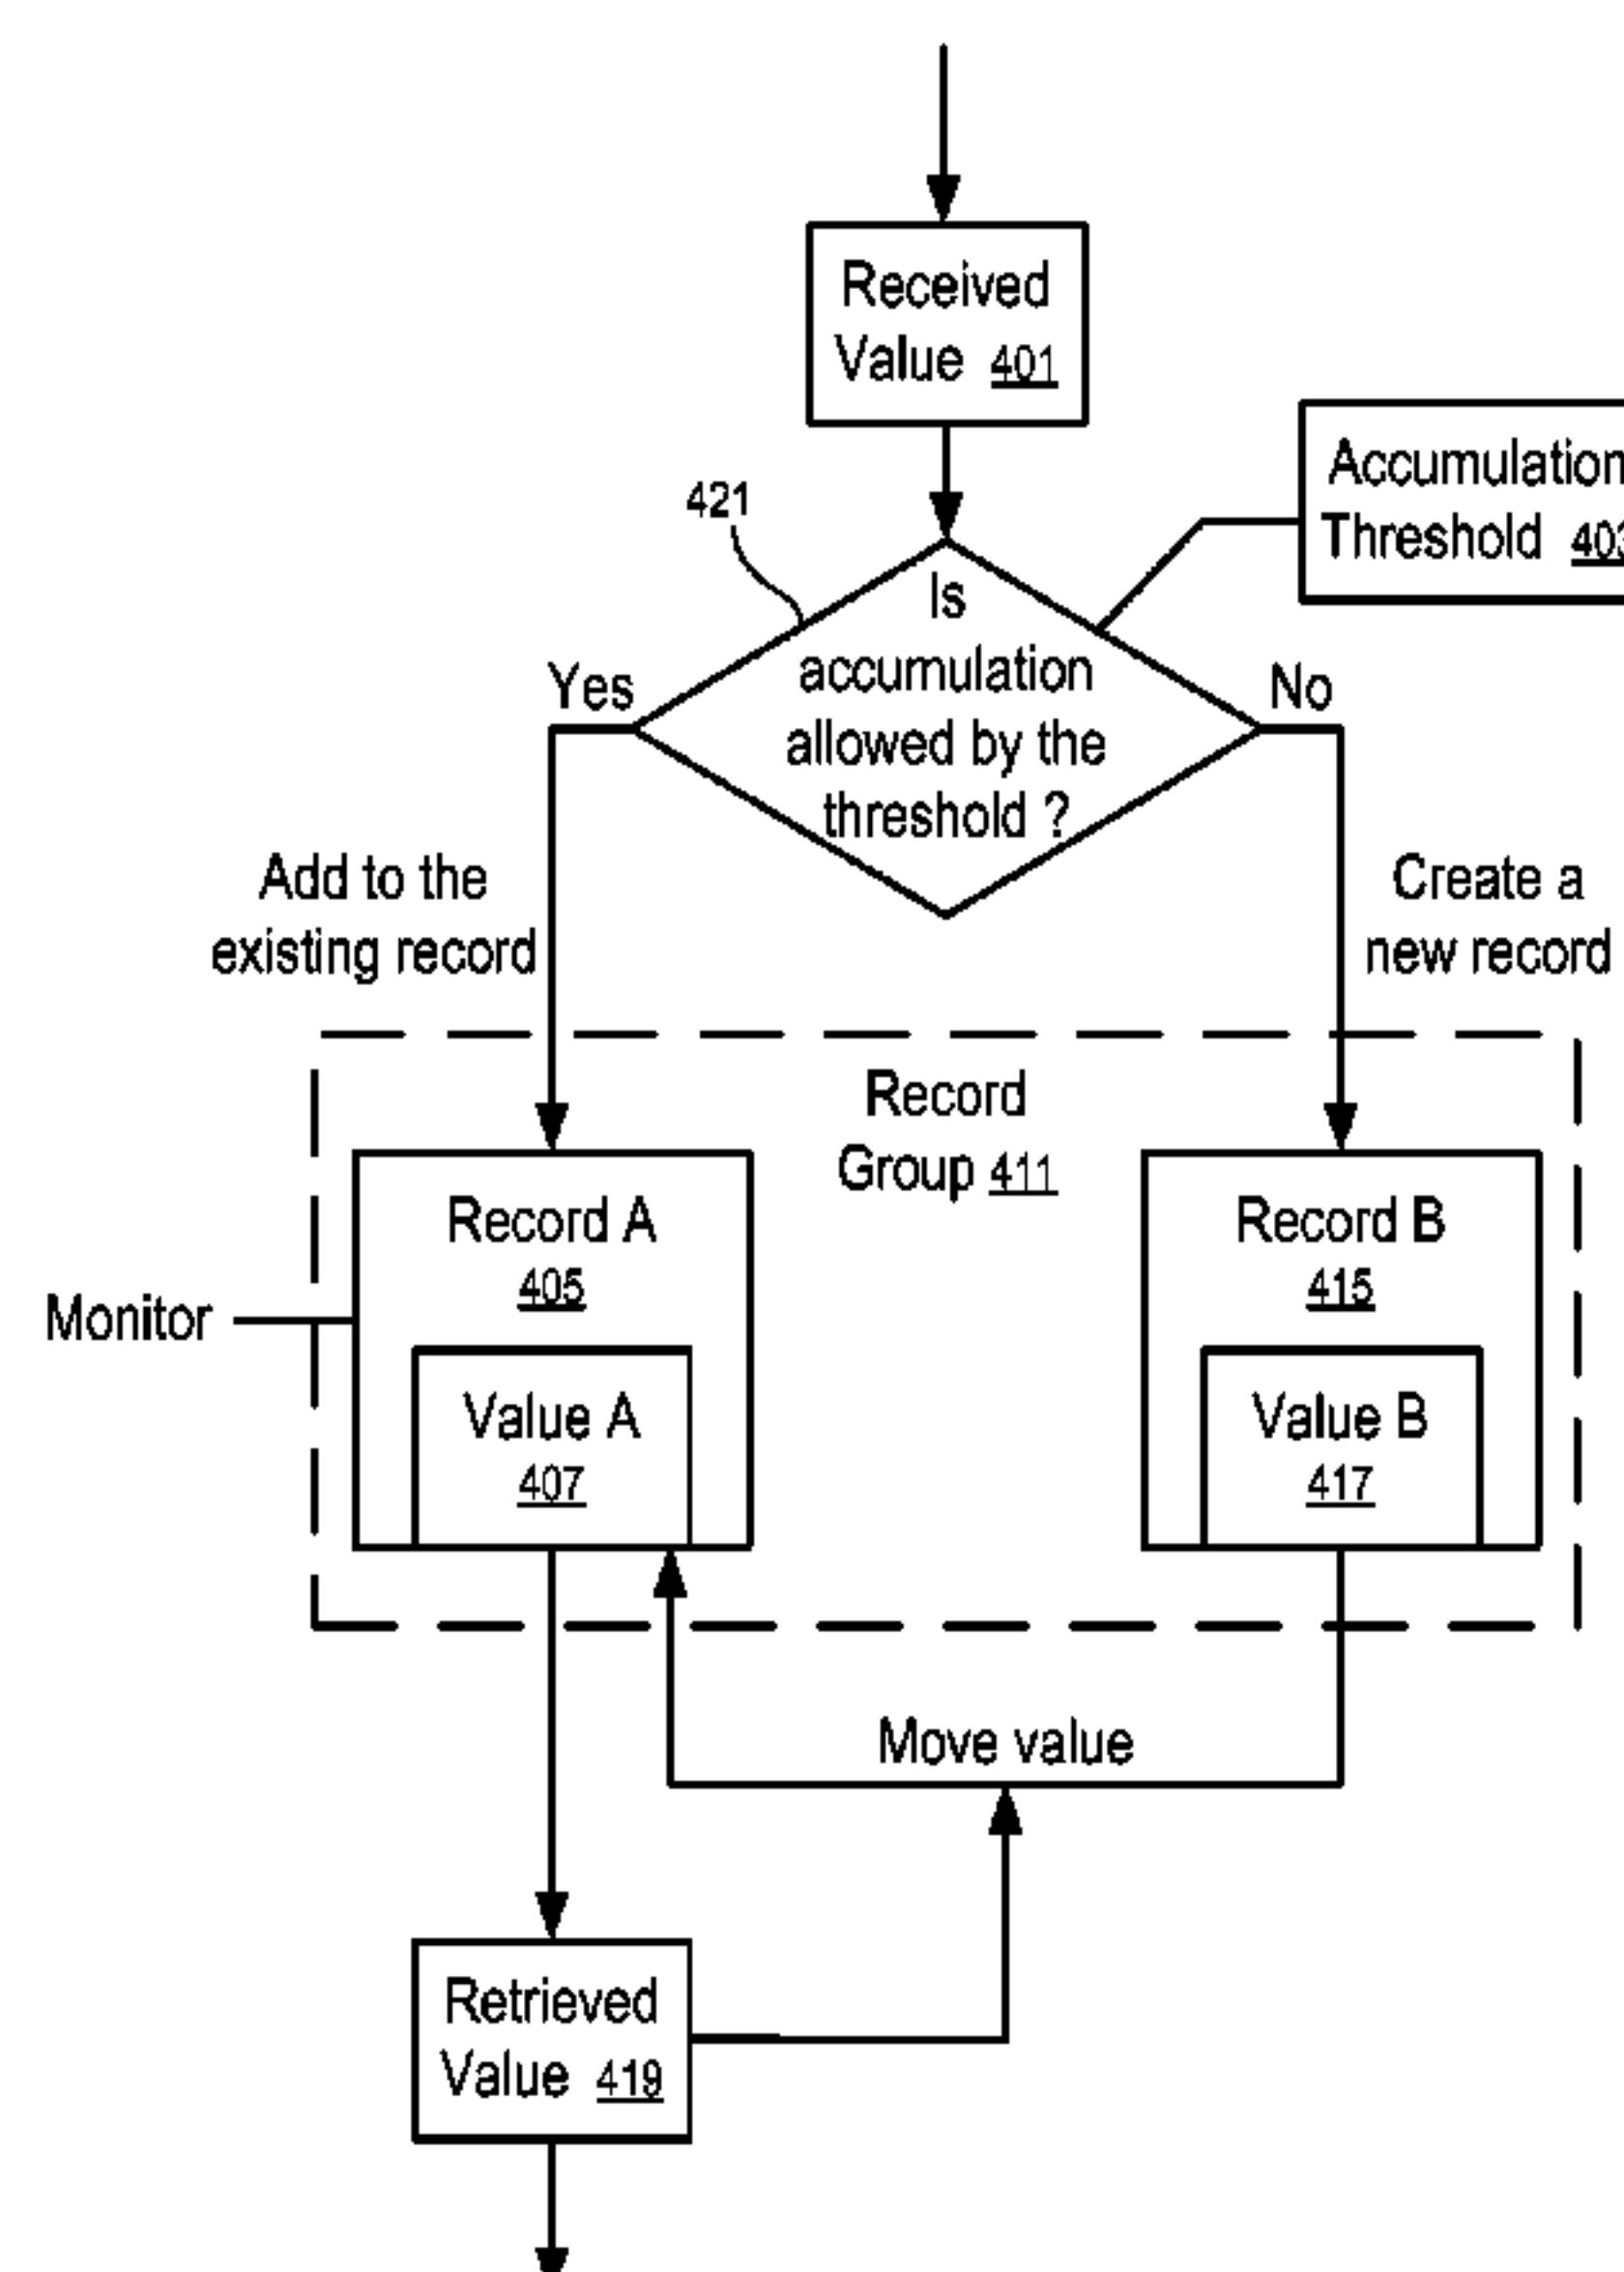 Received
Value 401
Accumulation
Threshold 403
421
Is
accumulation
allowed by the
threshold ?
Yes
No
Add to the
existing record
Create a
new record
Record
Group 411
Record A
405
Record B
415
Monitor
Value A
407
Value B
417
Move value
Retrieved
Value 419